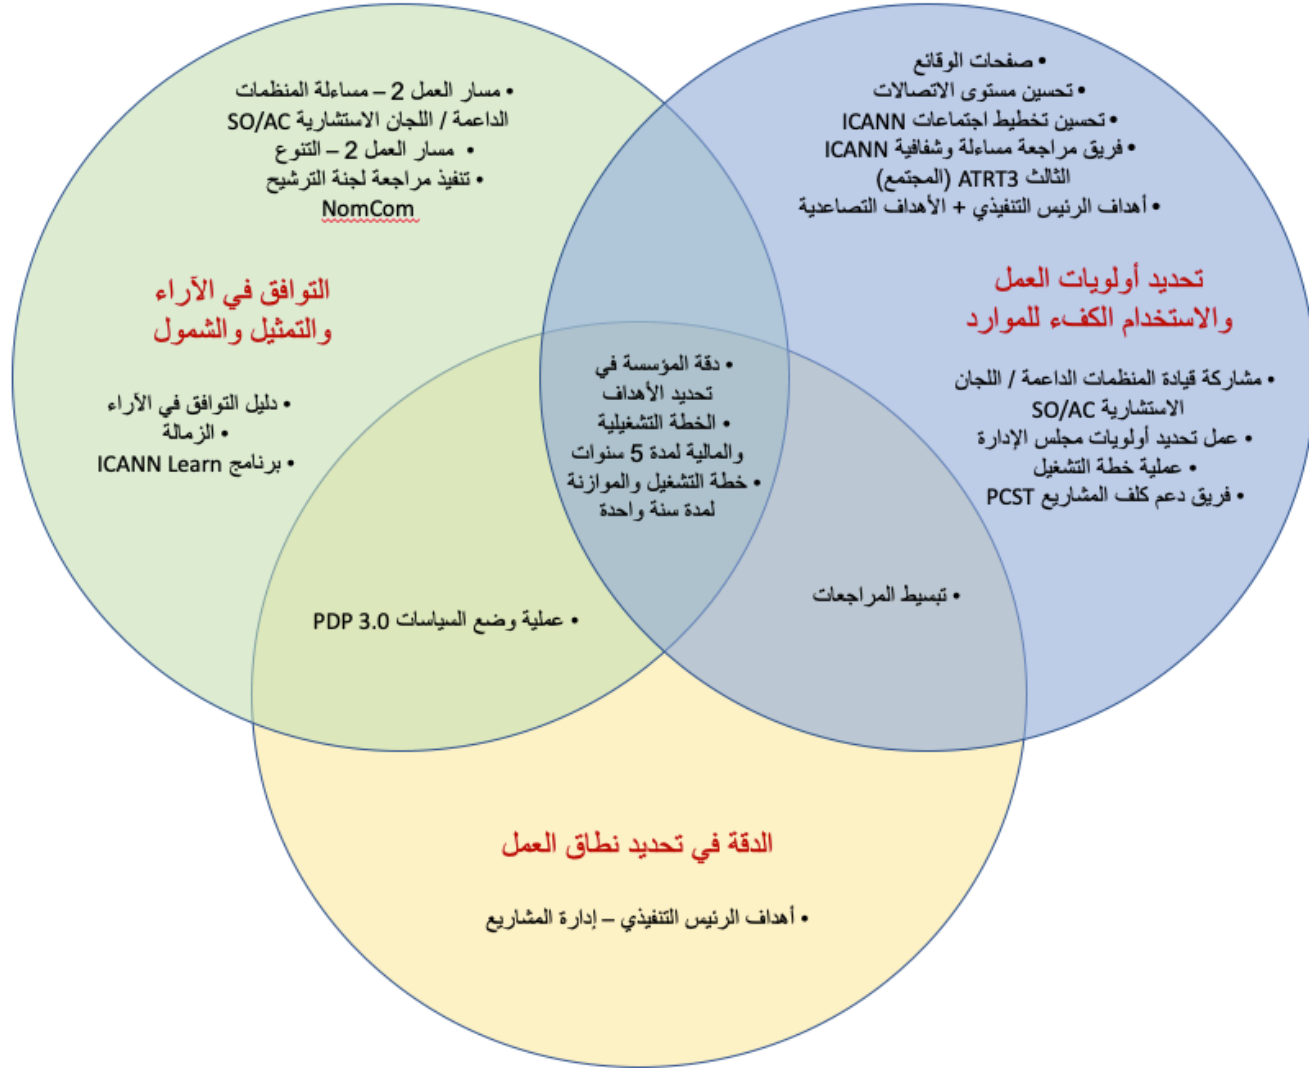 • صفحات الوقائع
• تحسين مستوى الاتصالات
• تحسين تخطيط اجتماعات ICANN
• فريق مراجعة مساءلة وشفافية ICANN
الثالث ATRT3 (المجتمع)
• أهداف الرئيس التنفيذي + الأهداف التصاعدية
تحديد أولويات العمل
والاستخدام الكفء للموارد
• مشاركة قيادة المنظمات الداعمة / اللجان
الاستشارية SO/AC
• عمل تحديد أولويات مجلس الإدارة
• عملية خطة التشغيل
• فريق دعم كلف المشاريع PCST
• مسار العمل 2 – مساءلة المنظمات
الداعمة / اللجان الاستشارية SO/AC
• مسار العمل 2 – التنوع
• تنفيذ مراجعة لجنة الترشيح
NomCom
التوافق في الآراء
والتمثيل والشمول
• دليل التوافق في الآراء
• الزمالة
• برنامج ICANN Learn
• دقة المؤسسة في
تحديد الأهداف
• الخطة التشغيلية
والمالية لمدة 5 سنوات
• خطة التشغيل والموازنة
لمدة سنة واحدة
• تبسيط المراجعات
• عملية وضع السياسات PDP 3.0
الدقة في تحديد نطاق العمل
• أهداف الرئيس التنفيذي – إدارة المشاريع